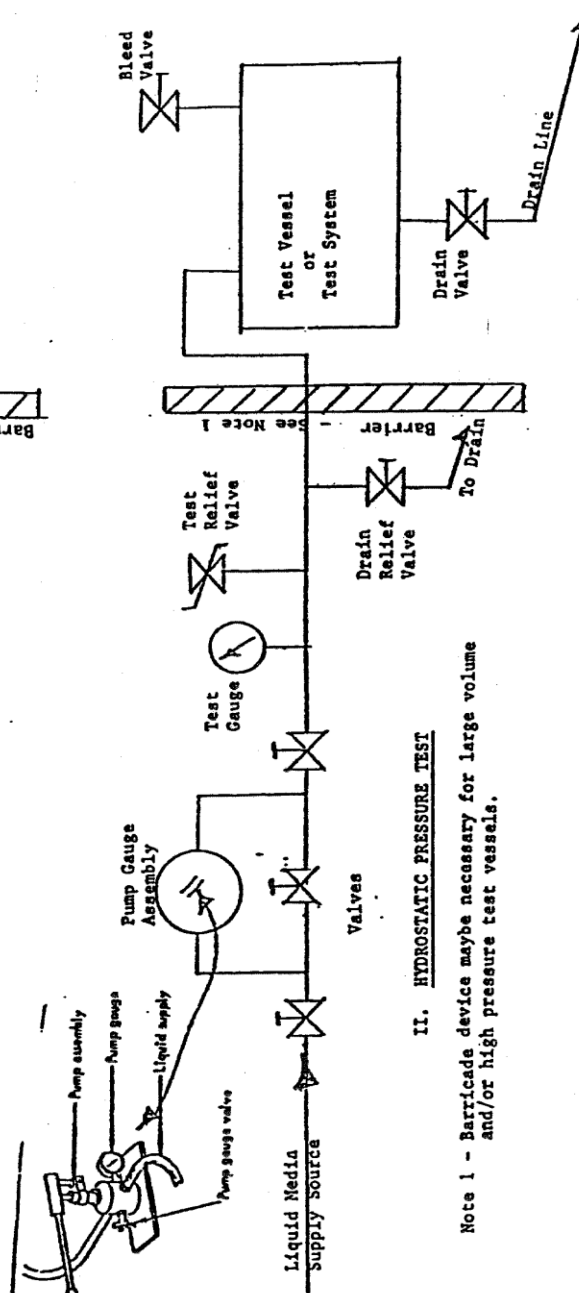 Bleed
Valve
Test Vessel
or
Test System
Drain
Valve
Drain Line
Barr
Barrier - See Note 1
Test
Relief
Valve
Drain
Relief
Valve
To Drain
Test
Gauge
Pump Gauge
Assembly
Valves
Pump assembly
Pump gauge
Liquid supply
Pump gauge valve
Liquid Media
Supply Source
II. HYDROSTATIC PRESSURE TEST
Note 1 - Barricade device maybe necessary for large volume
and/or high pressure test vessels.